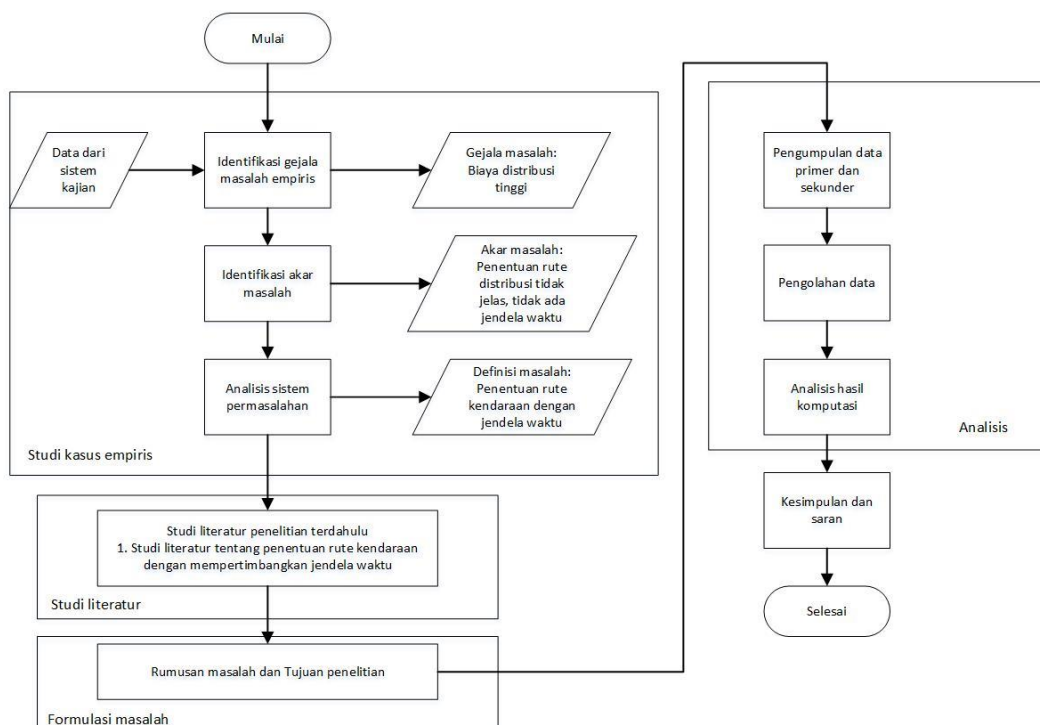 Mulai
Data dari
sistem
kajian
Identifikasi gejala
masalah empiris
Gejala masalah:
Biaya distribusi
tinggi
Identifikasi akar
masalah
Akar masalah:
Penentuan rute
distribusi tidak
jelas, tidak ada
jendela waktu
Analisis sistem
permasalahan
Definisi masalah:
Penentuan rute
kendaraan dengan
jendela waktu
Studi kasus empiris
Studi literatur penelitian terdahulu
1. Studi literatur tentang penentuan rute kendaraan
dengan mempertimbangkan jendela waktu
Studi literatur
Rumusan masalah dan Tujuan penelitian
Formulasi masalah
Pengumpulan data
primer dan
sekunder
Pengolahan data
Analisis hasil
komputasi
Analisis
Kesimpulan dan
saran
Selesai